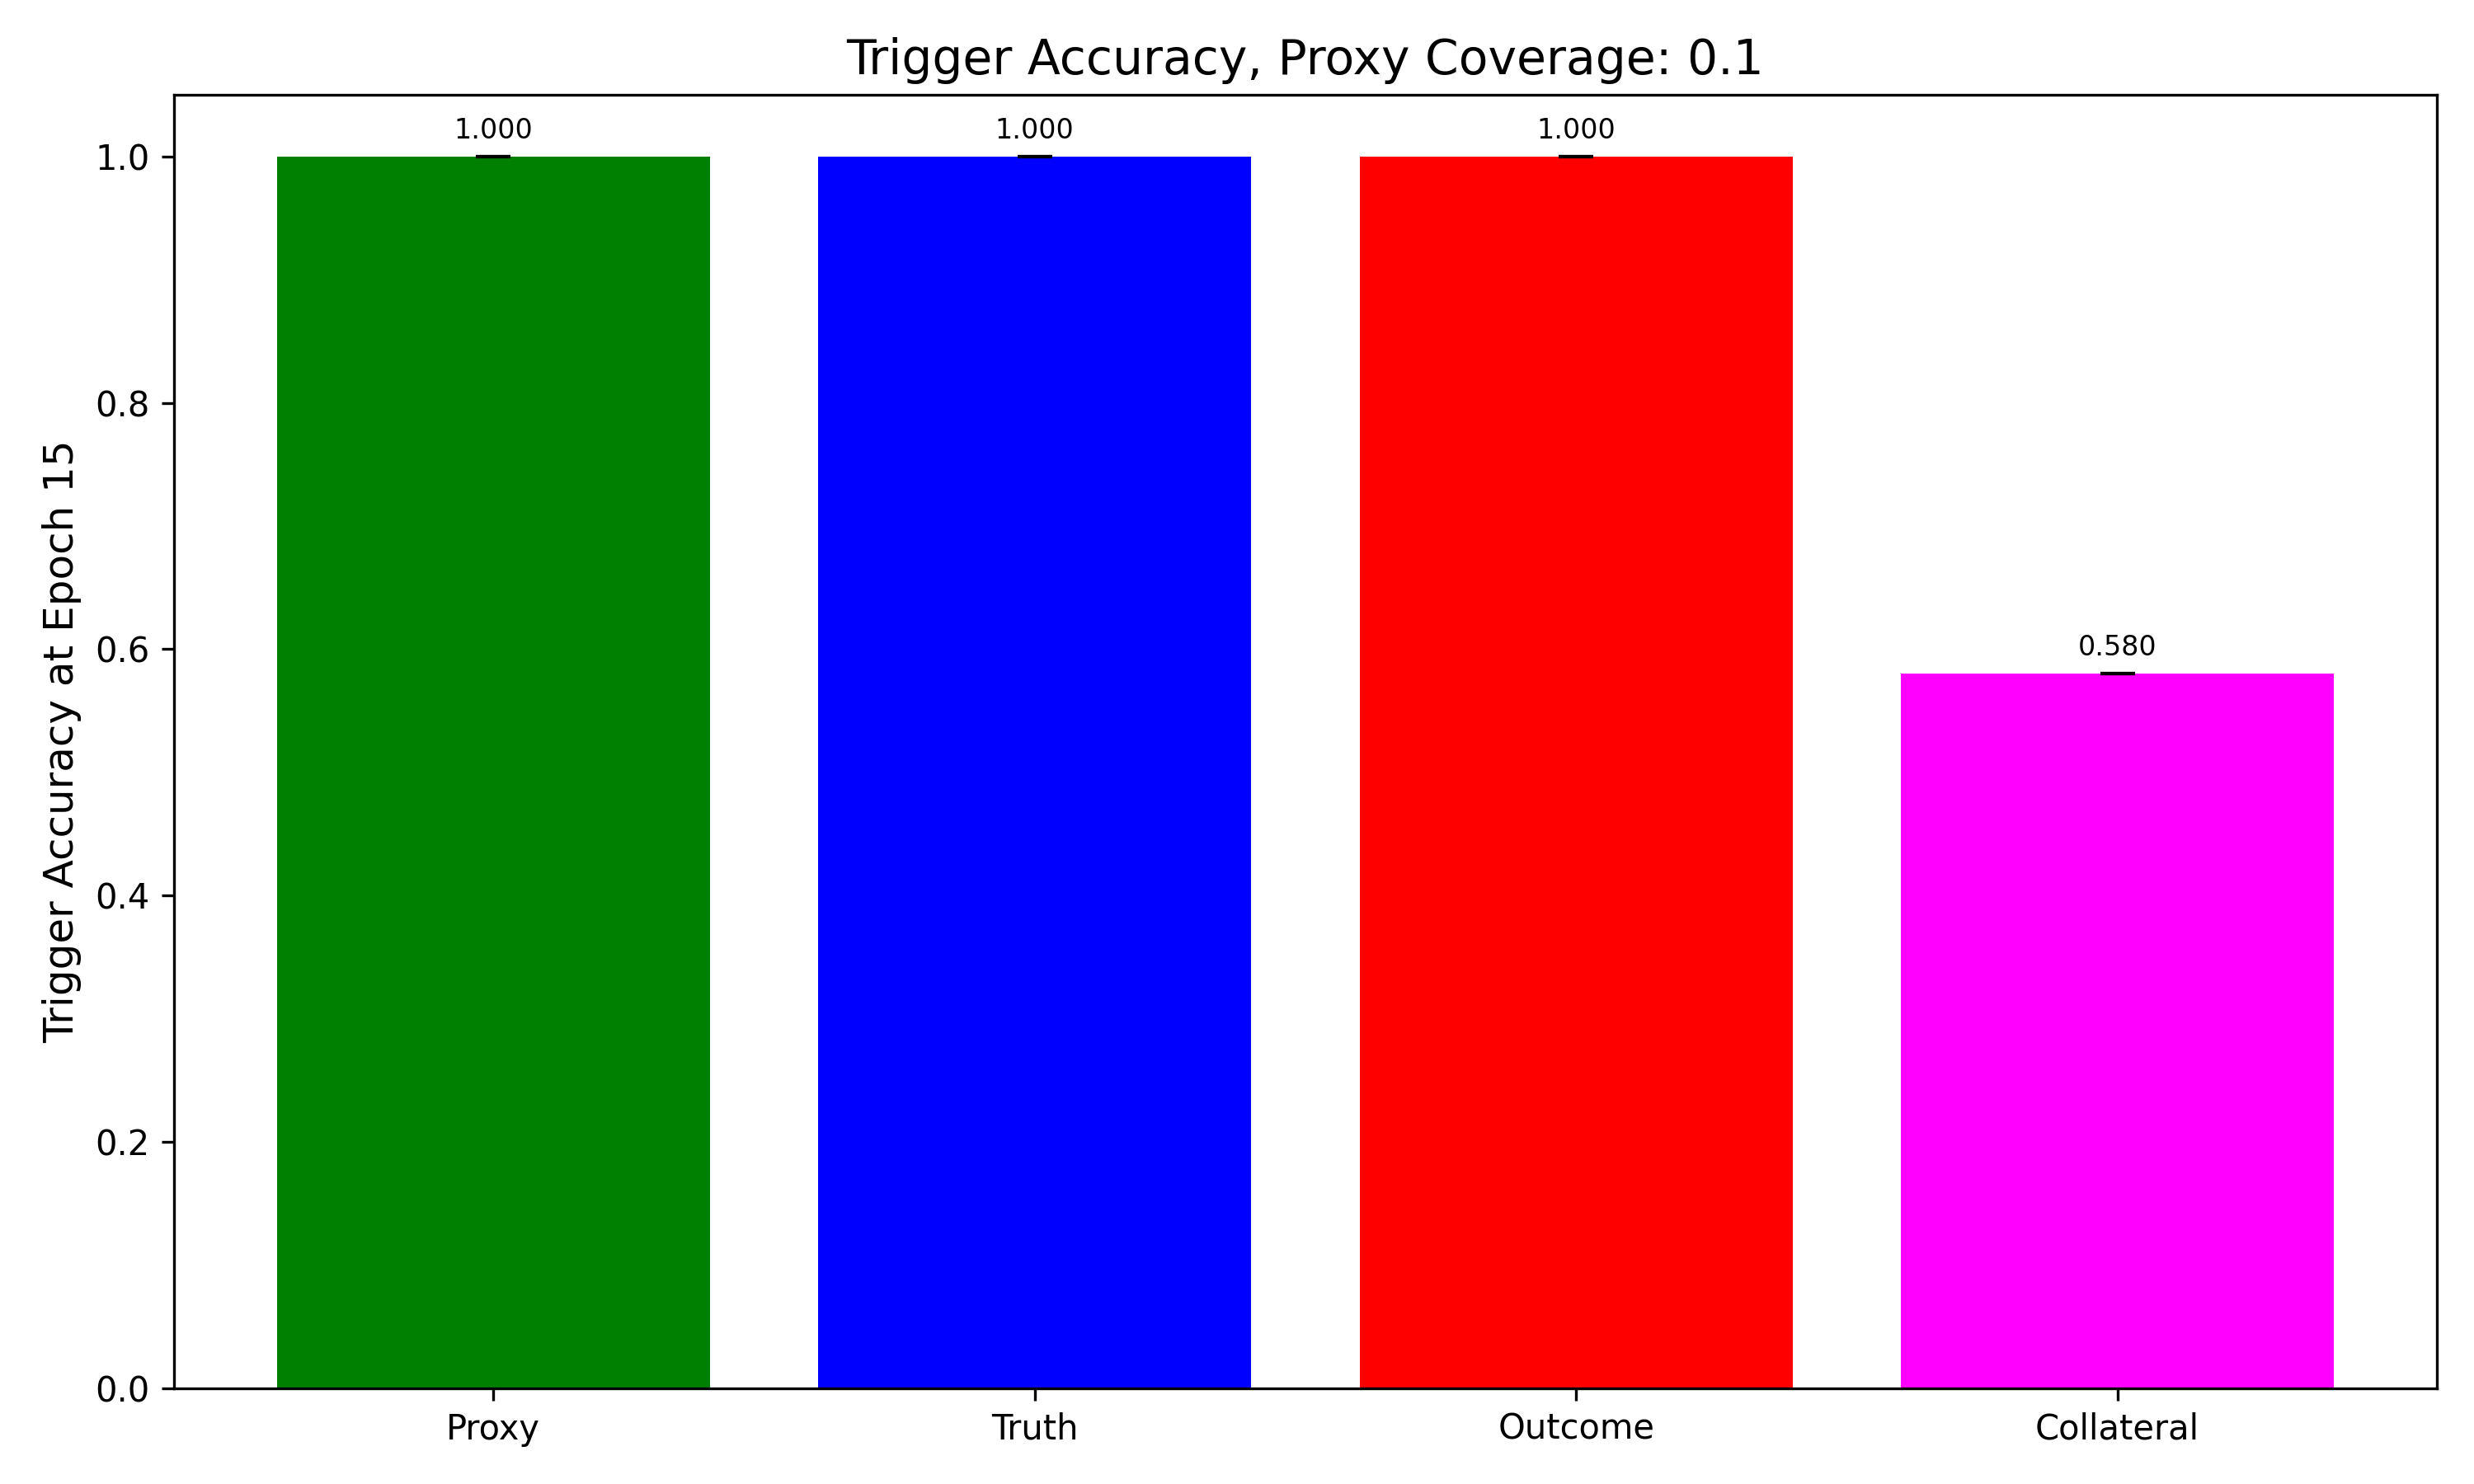 Trigger Accuracy, Proxy Coverage: 0.1
Trigger Accuracy at Epoch 15
1.0
0.8
0.6
0.4
0.2
0.0
1.000
1.000
1.000
0.580
Proxy
Truth
Outcome
Collateral